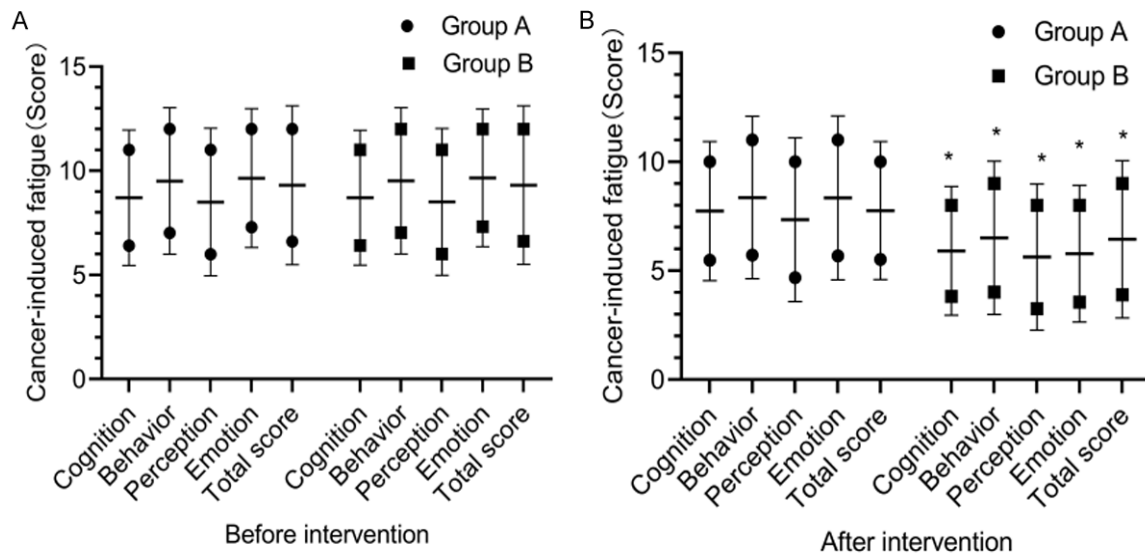 A
Group A
Group B
Cancer-induced fatigue(Score)
15
10
5
0
Cognition
Behavior
Perception
Emotion
Total score
Cognition
Behavior
Perception
Emotion
Total score
Before intervention
B
Group A
Group B
Cancer-induced fatigue(Score)
15
10
5
0
*
*
*
*
*
Cognition
Behavior
Perception
Emotion
Total score
Cognition
Behavior
Perception
Emotion
Total score
After intervention